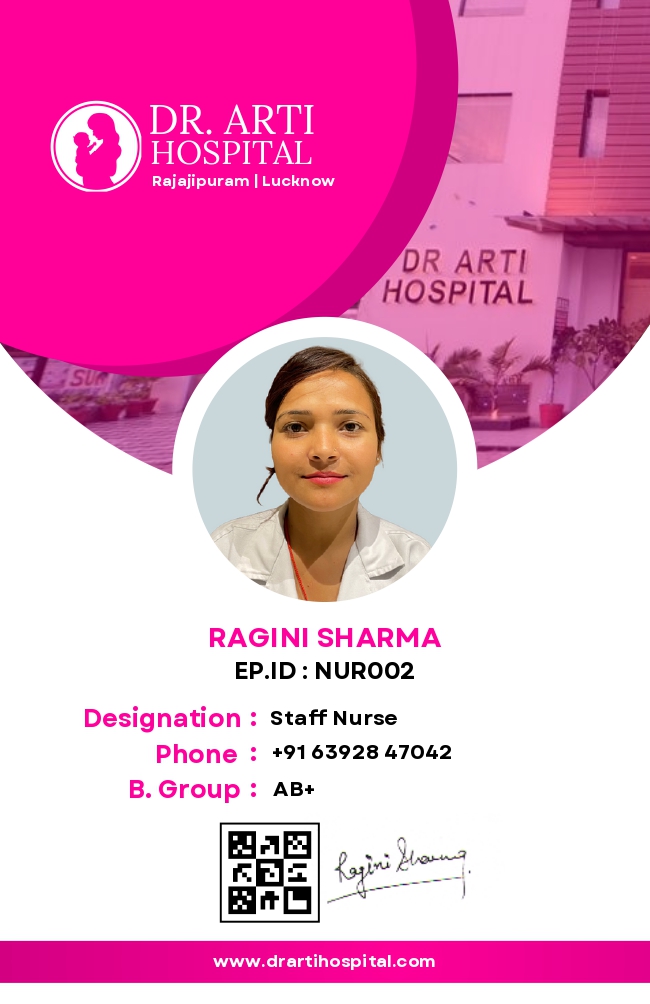 DR. ARTI
HOSPITAL
Rajajipuram | Lucknow
DR ARTI
HOSPITAL
SUR
RAGINI SHARMA
EP.ID : NUR002
Designation : Staff Nurse
Phone : +91 63928 47042
B. Group : AB+
Ragini Sharma
www.drartihospital.com